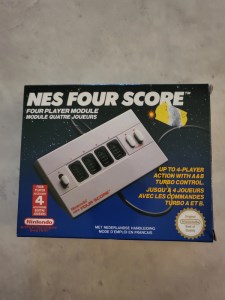 NES FOUR SCORE™
FOUR PLAYER MODULE
MODULE QUATRE JOUEURS
UP TO 4-PLAYER
ACTION WITH A&B
TURBO CONTROL.
JUSQU'À 4 JOUEURS
AVEC LES COMMANDES
TURBO A ET B.
4
Nintendo
MET NEDERLANDSE HANDLEIDING
MODE D'EMPLOI EN FRANCAIS